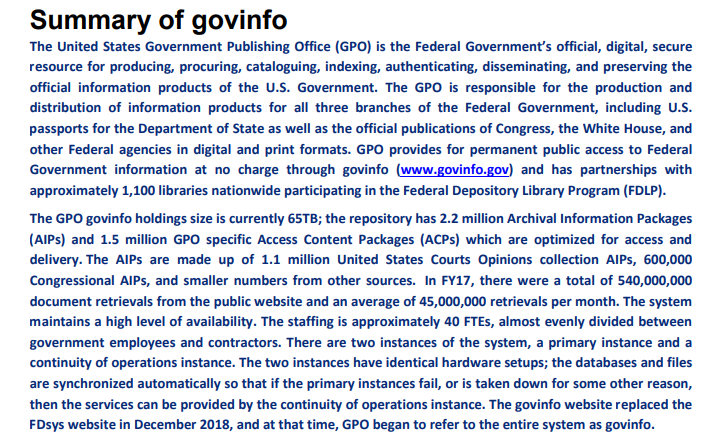 Summary of govinfo
The United States Government Publishing Office (GPO) is the Federal Government's official, digital, secure
resource for producing, procuring, cataloguing, indexing, authenticating, disseminating, and preserving the
official information products of the U.S. Government. The GPO is responsible for the production and
distribution of information products for all three branches of the Federal Government, including U.S.
passports for the Department of State as well as the official publications of Congress, the White House, and
other Federal agencies in digital and print formats. GPO provides for permanent public access to Federal
Government information at no charge through govinfo (www.govinfo.gov) and has partnerships with
approximately 1,100 libraries nationwide participating in the Federal Depository Library Program (FDLP).
The GPO govinfo holdings size is currently 65TB; the repository has 2.2 million Archival Information Packages
(AIPs) and 1.5 million GPO specific Access Content Packages (ACPs) which are optimized for access and
delivery. The AIPs are made up of 1.1 million United States Courts Opinions collection AIPs, 600,000
Congressional AIPs, and smaller numbers from other sources. In FY17, there were a total of 540,000,000
document retrievals from the public website and an average of 45,000,000 retrievals per month. The system
maintains a high level of availability. The staffing is approximately 40 FTEs, almost evenly divided between
government employees and contractors. There are two instances of the system, a primary instance and a
continuity of operations instance. The two instances have identical hardware setups; the databases and files
are synchronized automatically so that if the primary instances fail, or is taken down for some other reason,
then the services can be provided by the continuity of operations instance. The govinfo website replaced the
FDsys website in December 2018, and at that time, GPO began to refer to the entire system as govinfo.